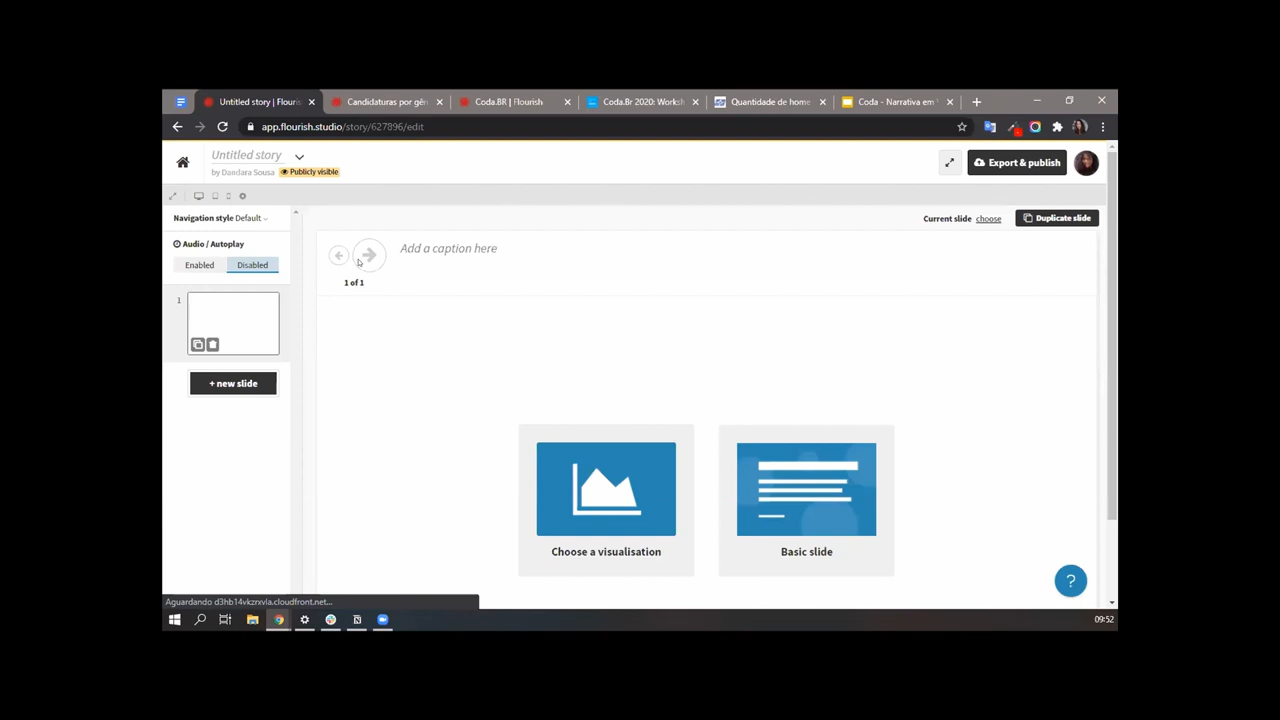 Untitled story | Flouris
Candidaturas por gên
Coda.BR | Flourish
Coda.Br 2020: Worksh
Quantidade de home
Coda - Narrativa em
app.flourish.studio/story/627896/edit
Untitled story
by Dandara Sousa
Publicly visible
Export & publish
Navigation style Default
Current slide choose
Duplicate slide
Audio / Autoplay
Enabled
Disabled
Add a caption here
1 of 1
1
+ new slide
Choose a visualisation
Basic slide
?
Aguardando d3hb14vkzrxvla.cloudfront.net...
09:52